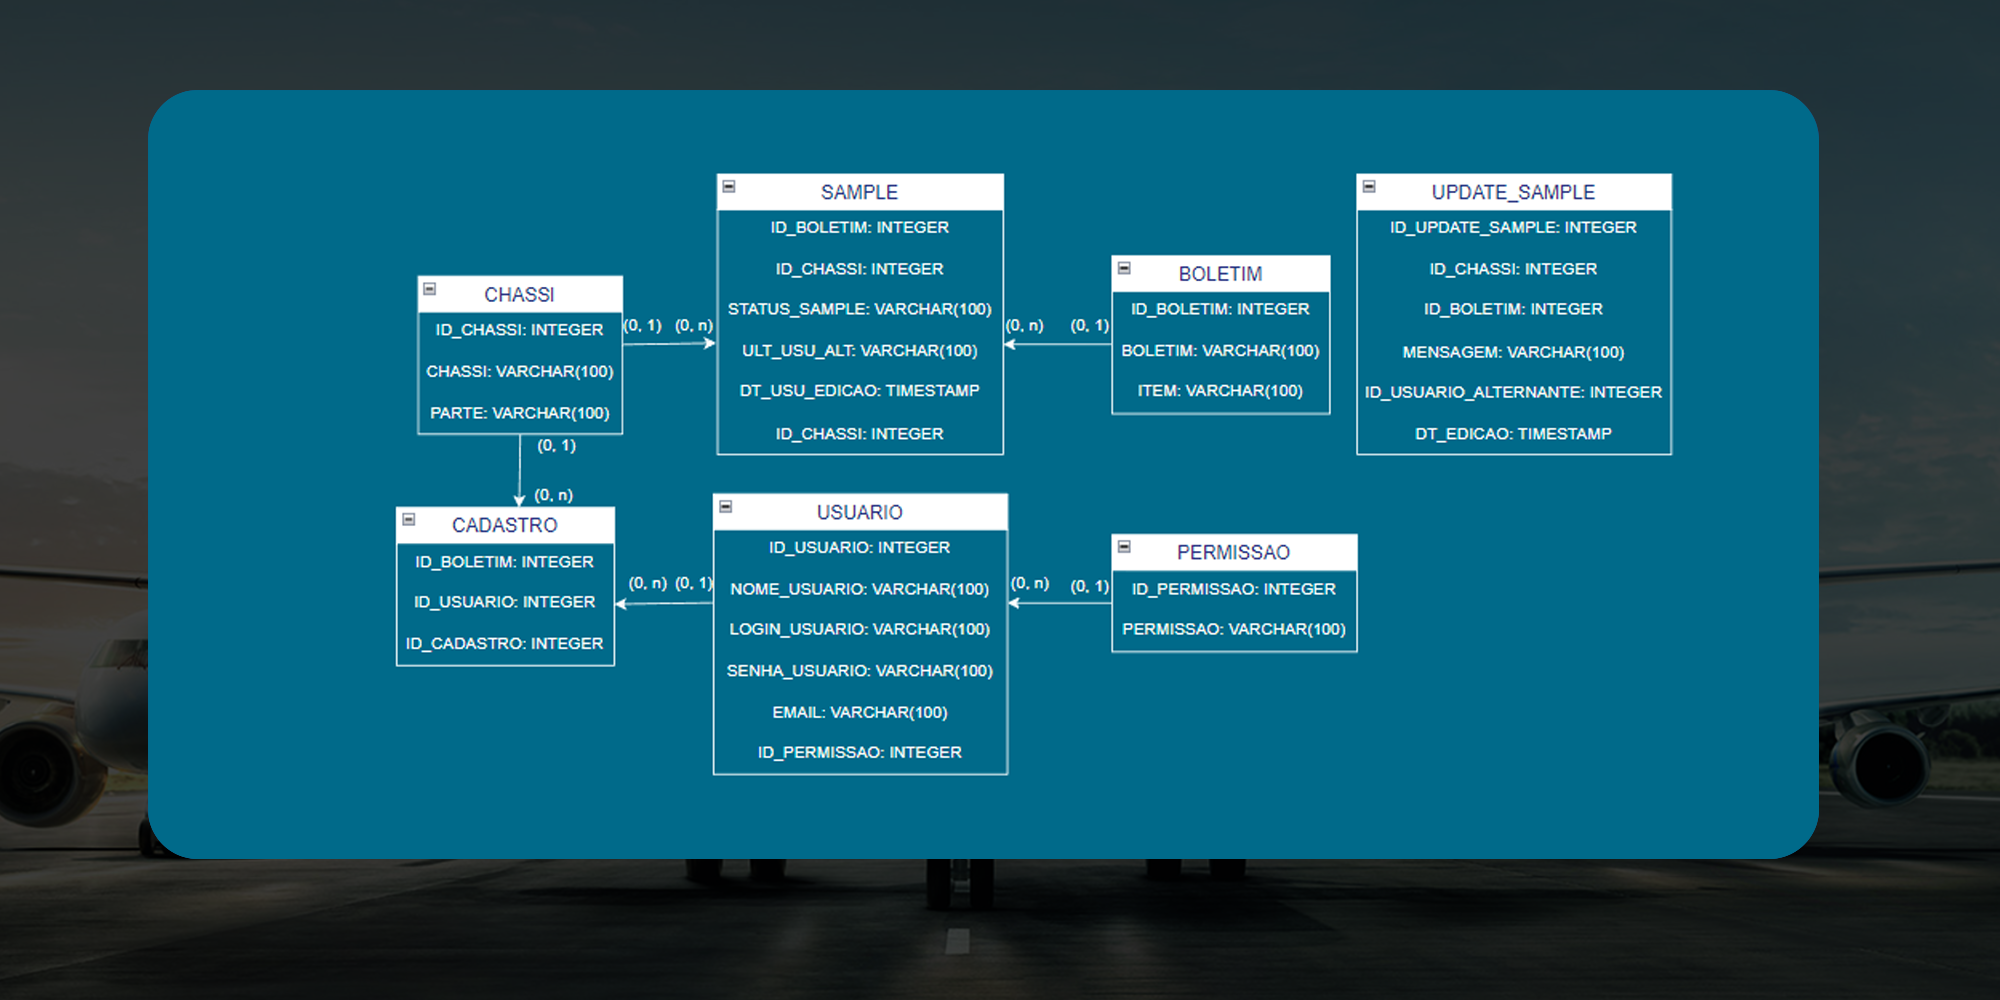 SAMPLE
ID_BOLETIM: INTEGER
ID_CHASSI: INTEGER
STATUS_SAMPLE: VARCHAR(100)
ULT_USU_ALT: VARCHAR(100)
DT_USU_EDICAO: TIMESTAMP
ID_CHASSI: INTEGER
UPDATE_SAMPLE
ID_UPDATE_SAMPLE: INTEGER
ID_CHASSI: INTEGER
ID_BOLETIM: INTEGER
MENSAGEM: VARCHAR(100)
ID_USUARIO_ALTERNANTE: INTEGER
DT_EDICAO: TIMESTAMP
BOLETIM
ID_BOLETIM: INTEGER
BOLETIM: VARCHAR(100)
ITEM: VARCHAR(100)
(0, n) (0, 1)
CHASSI
ID_CHASSI: INTEGER
CHASSI: VARCHAR(100)
PARTE: VARCHAR(100)
(0, 1) (0, n)
(0, 1)
(0, n)
CADASTRO
ID_BOLETIM: INTEGER
ID_USUARIO: INTEGER
ID_CADASTRO: INTEGER
(0, n) (0, 1)
USUARIO
ID_USUARIO: INTEGER
NOME_USUARIO: VARCHAR(100)
LOGIN_USUARIO: VARCHAR(100)
SENHA_USUARIO: VARCHAR(100)
EMAIL: VARCHAR(100)
ID_PERMISSAO: INTEGER
(0, n) (0, 1)
PERMISSAO
ID_PERMISSAO: INTEGER
PERMISSAO: VARCHAR(100)